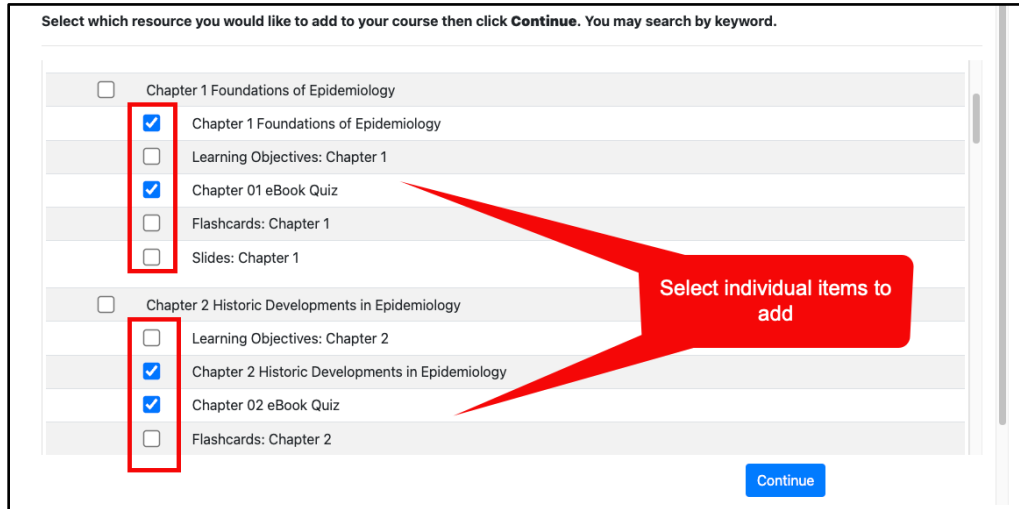 Select which resource you would like to add to your course then click Continue. You may search by keyword.
Chapter 1 Foundations of Epidemiology
Chapter 1 Foundations of Epidemiology
Learning Objectives: Chapter 1
Chapter 01 eBook Quiz
Flashcards: Chapter 1
Slides: Chapter 1
Select individual items to
add
Chapter 2 Historic Developments in Epidemiology
Learning Objectives: Chapter 2
Chapter 2 Historic Developments in Epidemiology
Chapter 02 eBook Quiz
Flashcards: Chapter 2
Continue